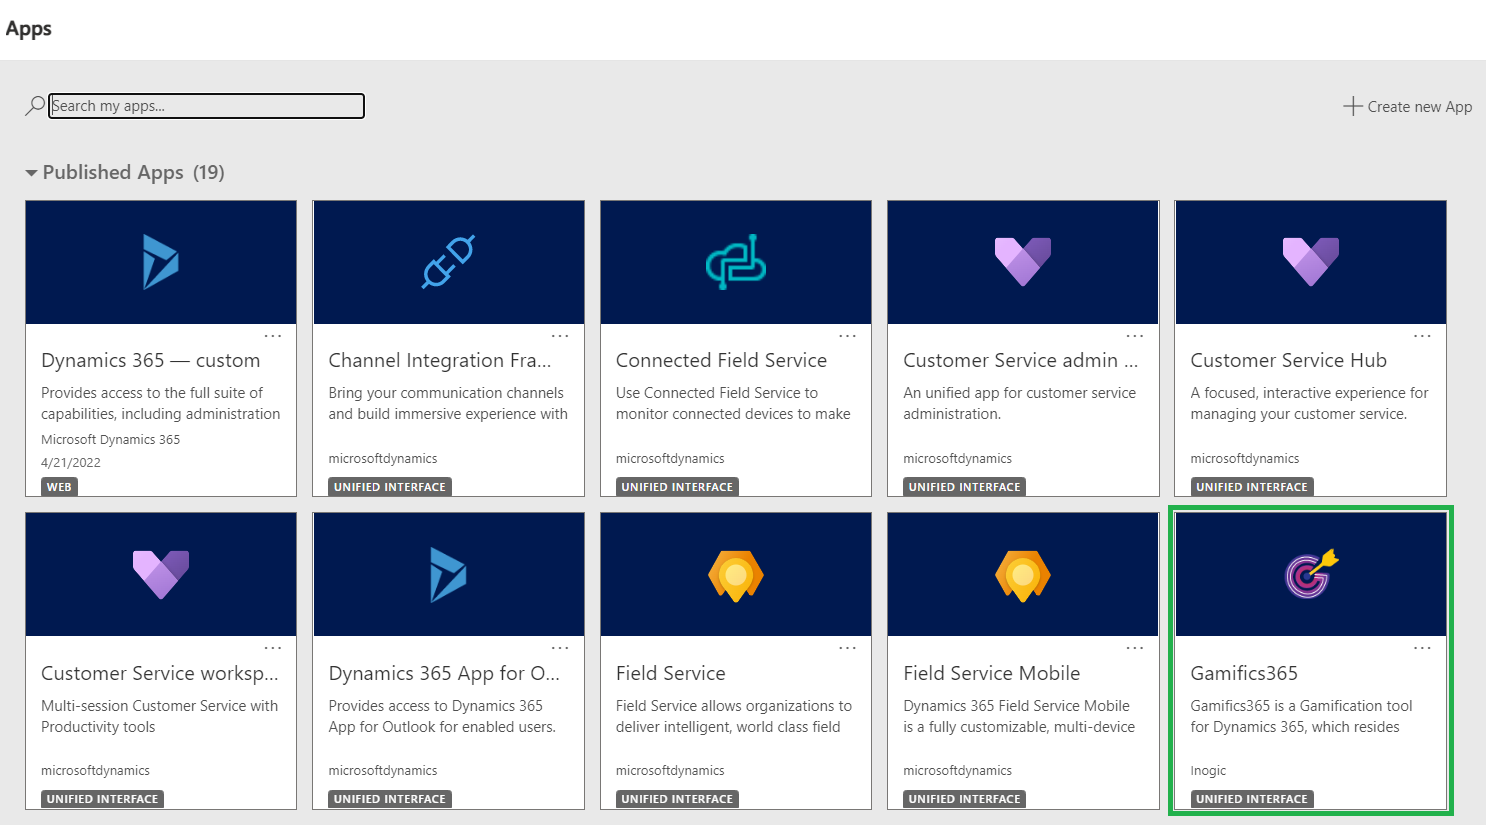 Apps
Search my apps...
Create new App
Published Apps (19)
...
Dynamics 365 — custom
Provides access to the full suite of
capabilities, including administration
Microsoft Dynamics 365
4/21/2022
WEB
...
Channel Integration Fra...
Bring your communication channels
and build immersive experience with
microsoftdynamics
UNIFIED INTERFACE
...
Connected Field Service
Use Connected Field Service to
monitor connected devices to make
microsoftdynamics
UNIFIED INTERFACE
...
Customer Service admin ...
An unified app for customer service
administration.
microsoftdynamics
UNIFIED INTERFACE
...
Customer Service Hub
A focused, interactive experience for
managing your customer service.
microsoftdynamics
UNIFIED INTERFACE
...
Customer Service worksp...
Multi-session Customer Service with
Productivity tools
microsoftdynamics
UNIFIED INTERFACE
...
Dynamics 365 App for O...
Provides access to Dynamics 365
App for Outlook for enabled users.
microsoftdynamics
UNIFIED INTERFACE
...
Field Service
Field Service allows organizations to
deliver intelligent, world class field
microsoftdynamics
UNIFIED INTERFACE
...
Field Service Mobile
Dynamics 365 Field Service Mobile
is a fully customizable, multi-device
microsoftdynamics
UNIFIED INTERFACE
...
Gamifics365
Gamifics365 is a Gamification tool
for Dynamics 365, which resides
Inogic
UNIFIED INTERFACE